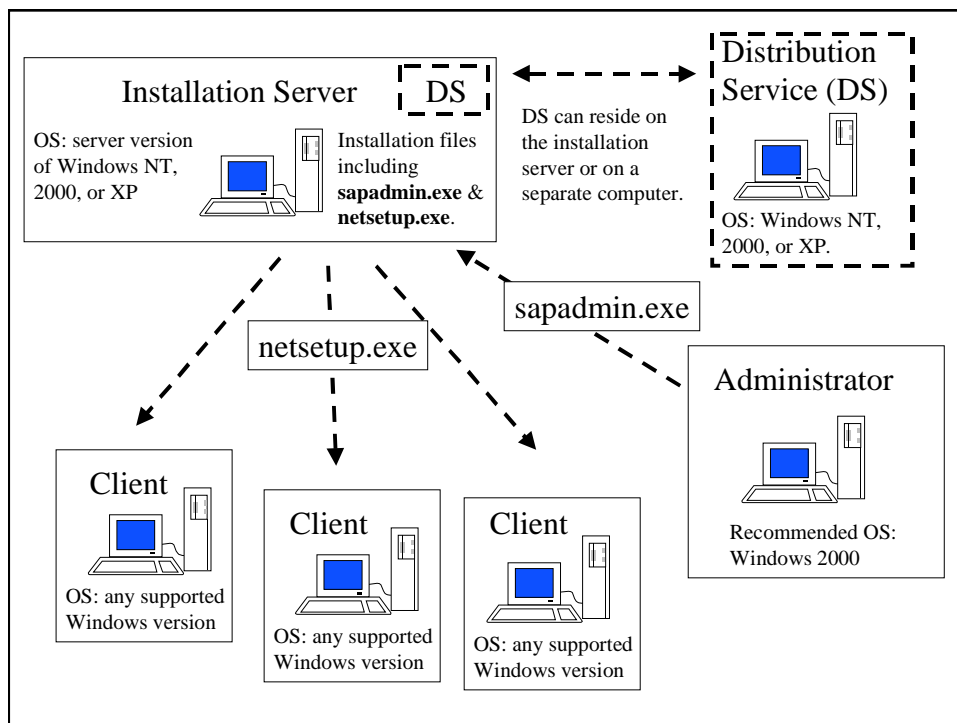 Installation Server
DS
OS: server version
of Windows NT,
2000, or XP
Installation files
including
sapadmin.exe &
netsetup.exe.
DS can reside on
the installation
server or on a
separate computer.
Distribution
Service (DS)
OS: Windows NT,
2000, or XP.
sapadmin.exe
netsetup.exe
Administrator
Recommended OS:
Windows 2000
Client
OS: any supported
Windows version
Client
OS: any supported
Windows version
Client
OS: any supported
Windows version